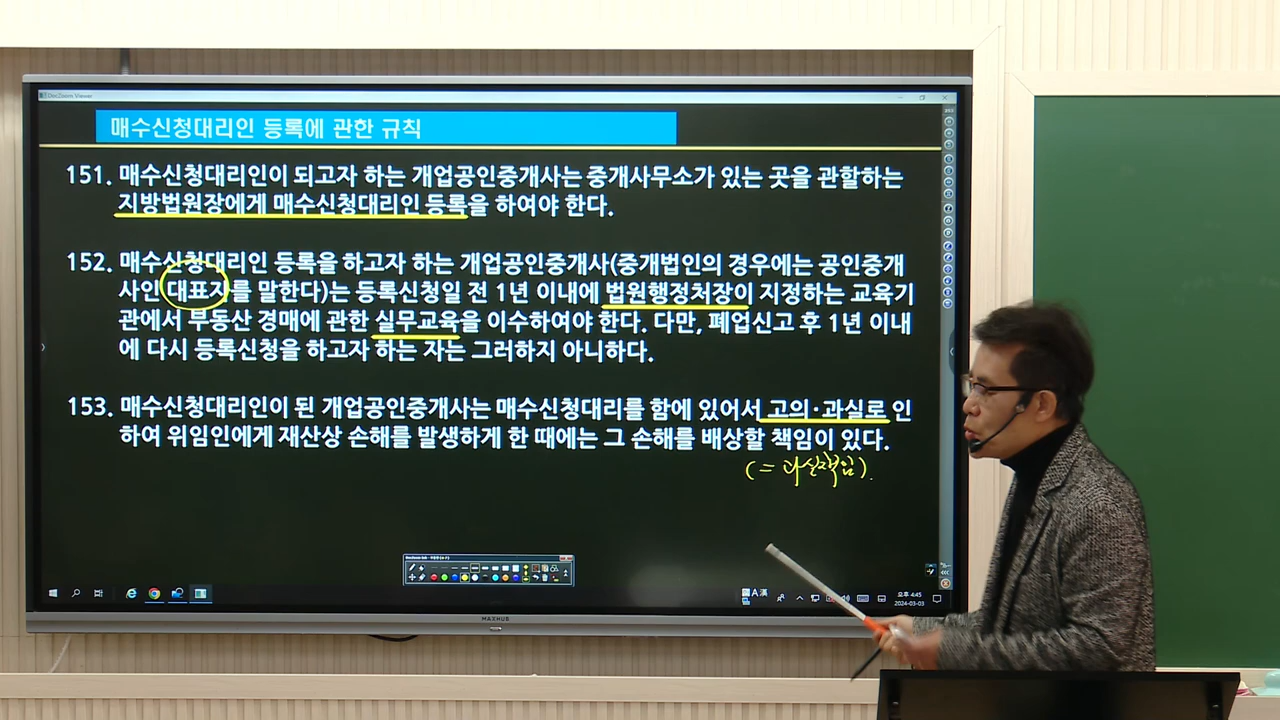 DocZoom Viewer
매수신청대리인 등록에 관한 규칙
151. 매수신청대리인이 되고자 하는 개업공인중개사는 중개사무소가 있는 곳을 관할하는
지방법원장에게 매수신청대리인 등록을 하여야 한다.
152. 매수신청대리인 등록을 하고자 하는 개업공인중개사(중개법인의 경우에는 공인중개
사인 대표자를 말한다)는 등록신청일 전 1년 이내에 법원행정처장이 지정하는 교육기
관에서 부동산 경매에 관한 실무교육을 이수하여야 한다. 다만, 폐업신고 후 1년 이내
에 다시 등록신청을 하고자 하는 자는 그러하지 아니하다.
153. 매수신청대리인이 된 개업공인중개사는 매수신청대리를 함에 있어서 고의·과실로 인
하여 위임인에게 재산상 손해를 발생하게 한 때에는 그 손해를 배상할 책임이 있다.
(= 과실책임).
A 漢
오후 4:45
2024-03-03
MAXHUB